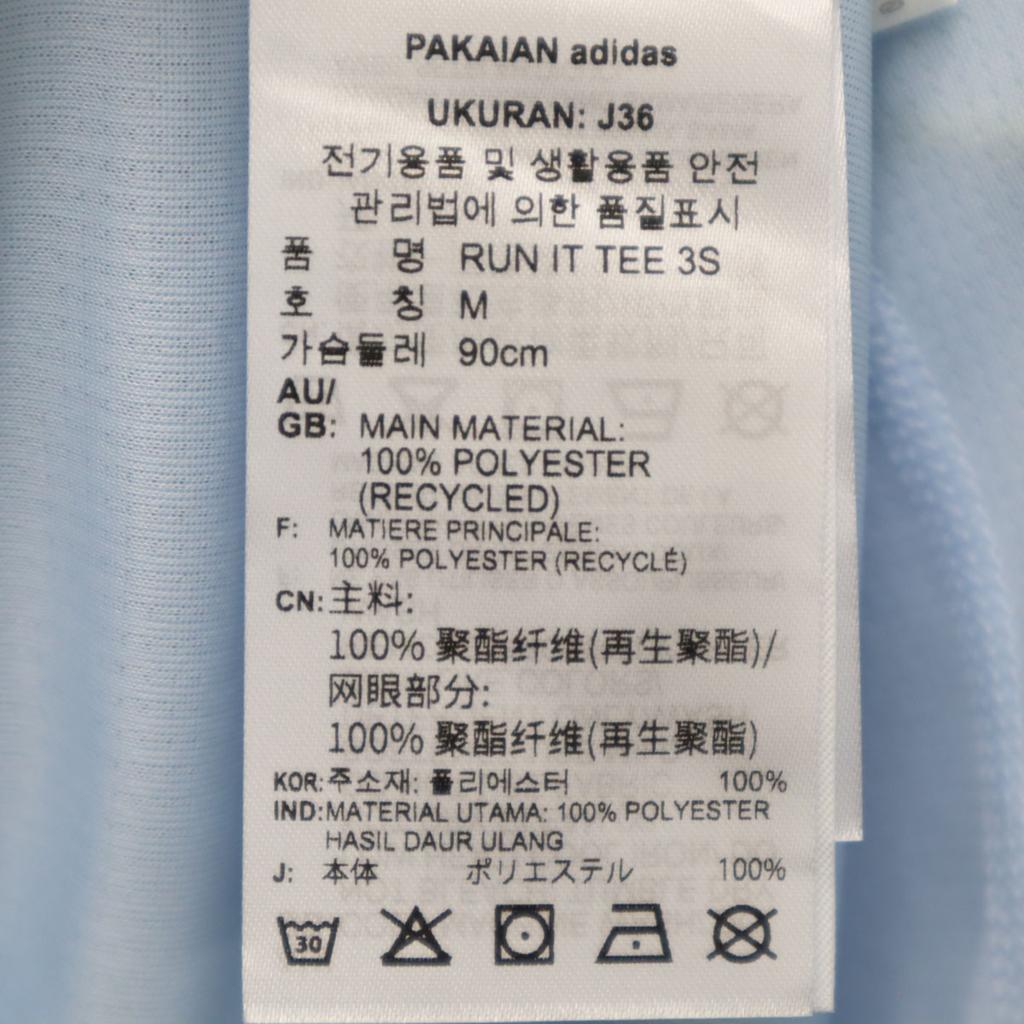 PAKAIAN adidas
UKURAN: J36
전기용품 및 생활용품 안전
관리법에 의한 품질표시
품 명 RUN IT TEE 3S
호 칭 M
가슴둘레 90cm
AU/
GB: MAIN MATERIAL:
100% POLYESTER
(RECYCLED)
F: MATIERE PRINCIPALE:
100% POLYESTER (RECYCLÉ)
CN: 主料:
100% 聚酯纤维(再生聚酯)/
网眼部分:
100% 聚酯纤维(再生聚酯)
KOR: 주소재: 폴리에스터 100%
IND: MATERIAL UTAMA: 100% POLYESTER
HASIL DAUR ULANG
J: 本体 ポリエステル 100%
30